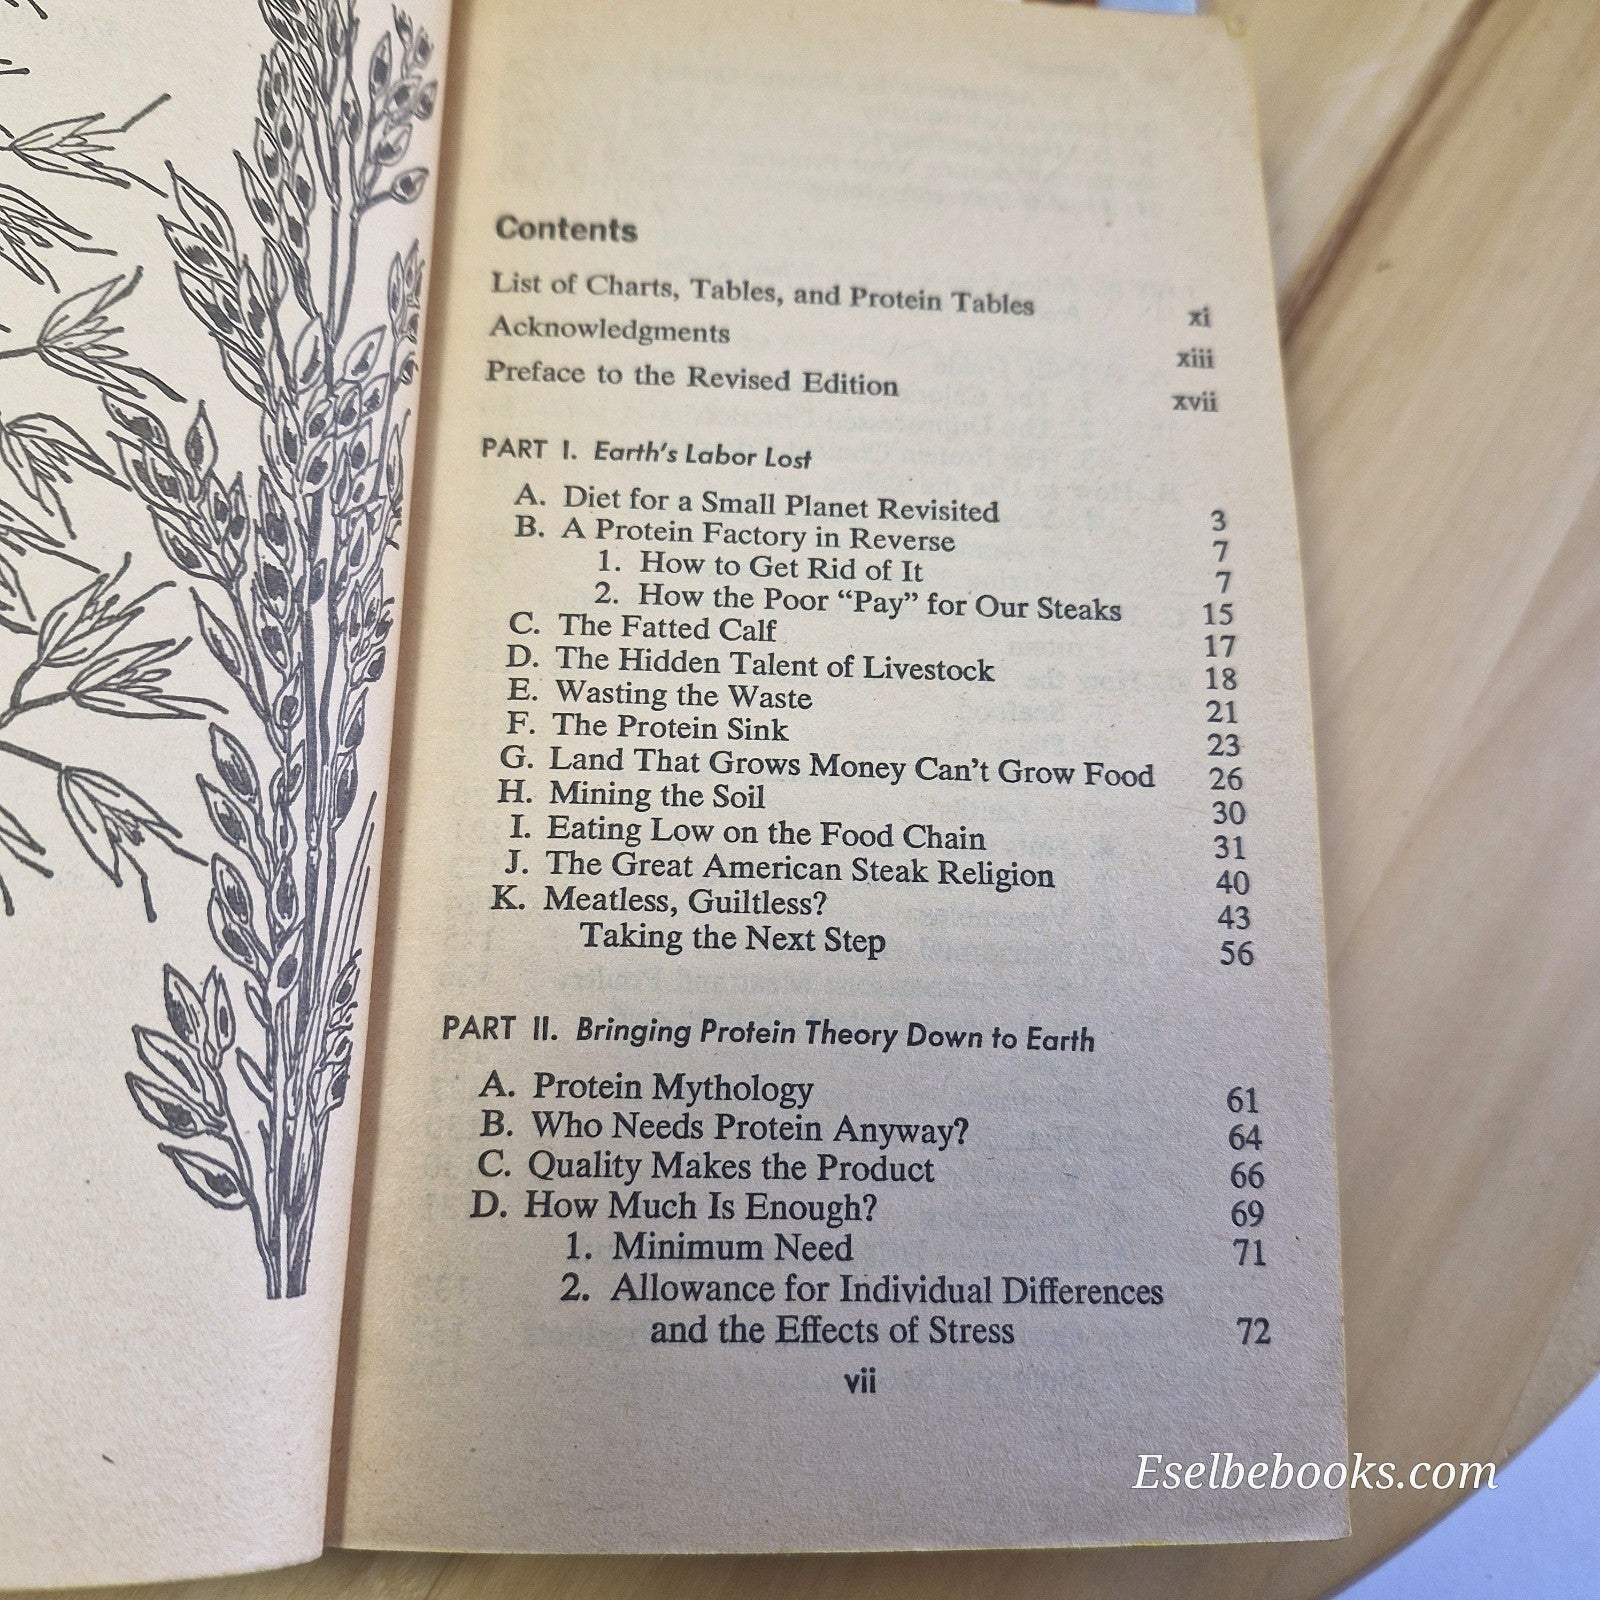 Contents
List of Charts, Tables, and Protein Tables xi
Acknowledgments xiii
Preface to the Revised Edition xvii
PART I. Earth's Labor Lost
A. Diet for a Small Planet Revisited 3
B. A Protein Factory in Reverse 7
1. How to Get Rid of It 7
2. How the Poor “Pay” for Our Steaks 15
C. The Fatted Calf 17
D. The Hidden Talent of Livestock 18
E. Wasting the Waste 21
F. The Protein Sink 23
G. Land That Grows Money Can't Grow Food 26
H. Mining the Soil 30
I. Eating Low on the Food Chain 31
J. The Great American Steak Religion 40
K. Meatless, Guiltless? 43
Taking the Next Step 56
PART II. Bringing Protein Theory Down to Earth
A. Protein Mythology 61
B. Who Needs Protein Anyway? 64
C. Quality Makes the Product 66
D. How Much Is Enough? 69
1. Minimum Need 71
2. Allowance for Individual Differences
and the Effects of Stress 72
vii
Eselbebooks.com